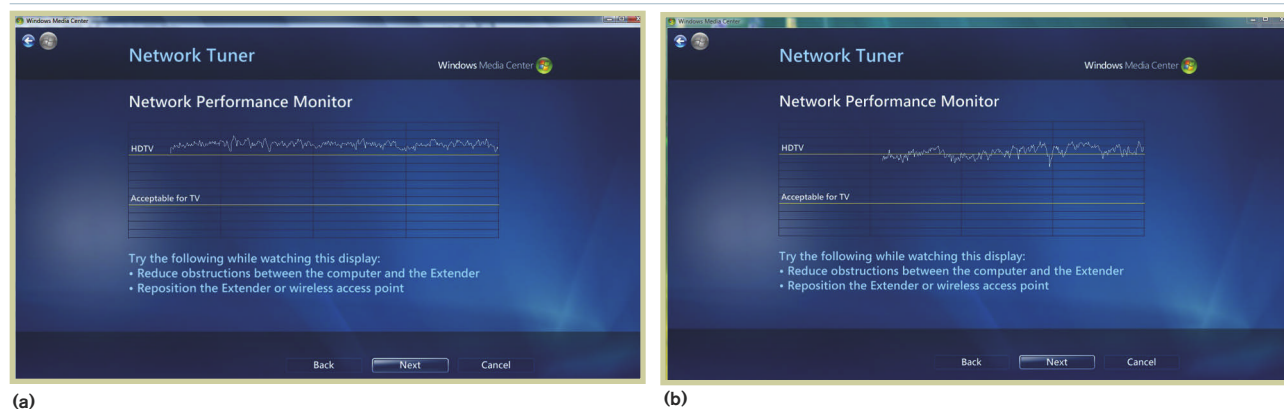 Windows Media Center
Network Tuner
Windows Media Center
Network Performance Monitor
HDTV
Acceptable for TV
Try the following while watching this display:
• Reduce obstructions between the computer and the Extender
• Reposition the Extender or wireless access point
Back Next Cancel
(a)
Windows Media Center
Network Tuner
Windows Media Center
Network Performance Monitor
HDTV
Acceptable for TV
Try the following while watching this display:
• Reduce obstructions between the computer and the Extender
• Reposition the Extender or wireless access point
Back Next Cancel
(b)